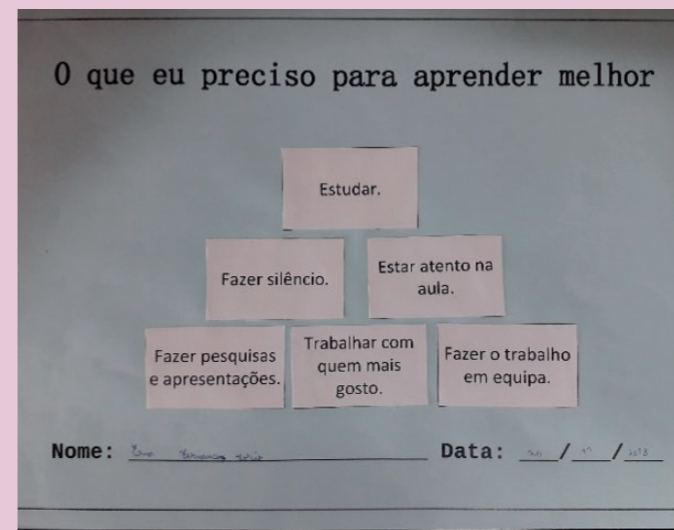 O que eu preciso para aprender melhor
Estudar.
Fazer silêncio.
Estar atento na
aula.
Fazer pesquisas
e apresentações.
Trabalhar com
quem mais
gosto.
Fazer o trabalho
em equipa.
Nome:
Data: / /